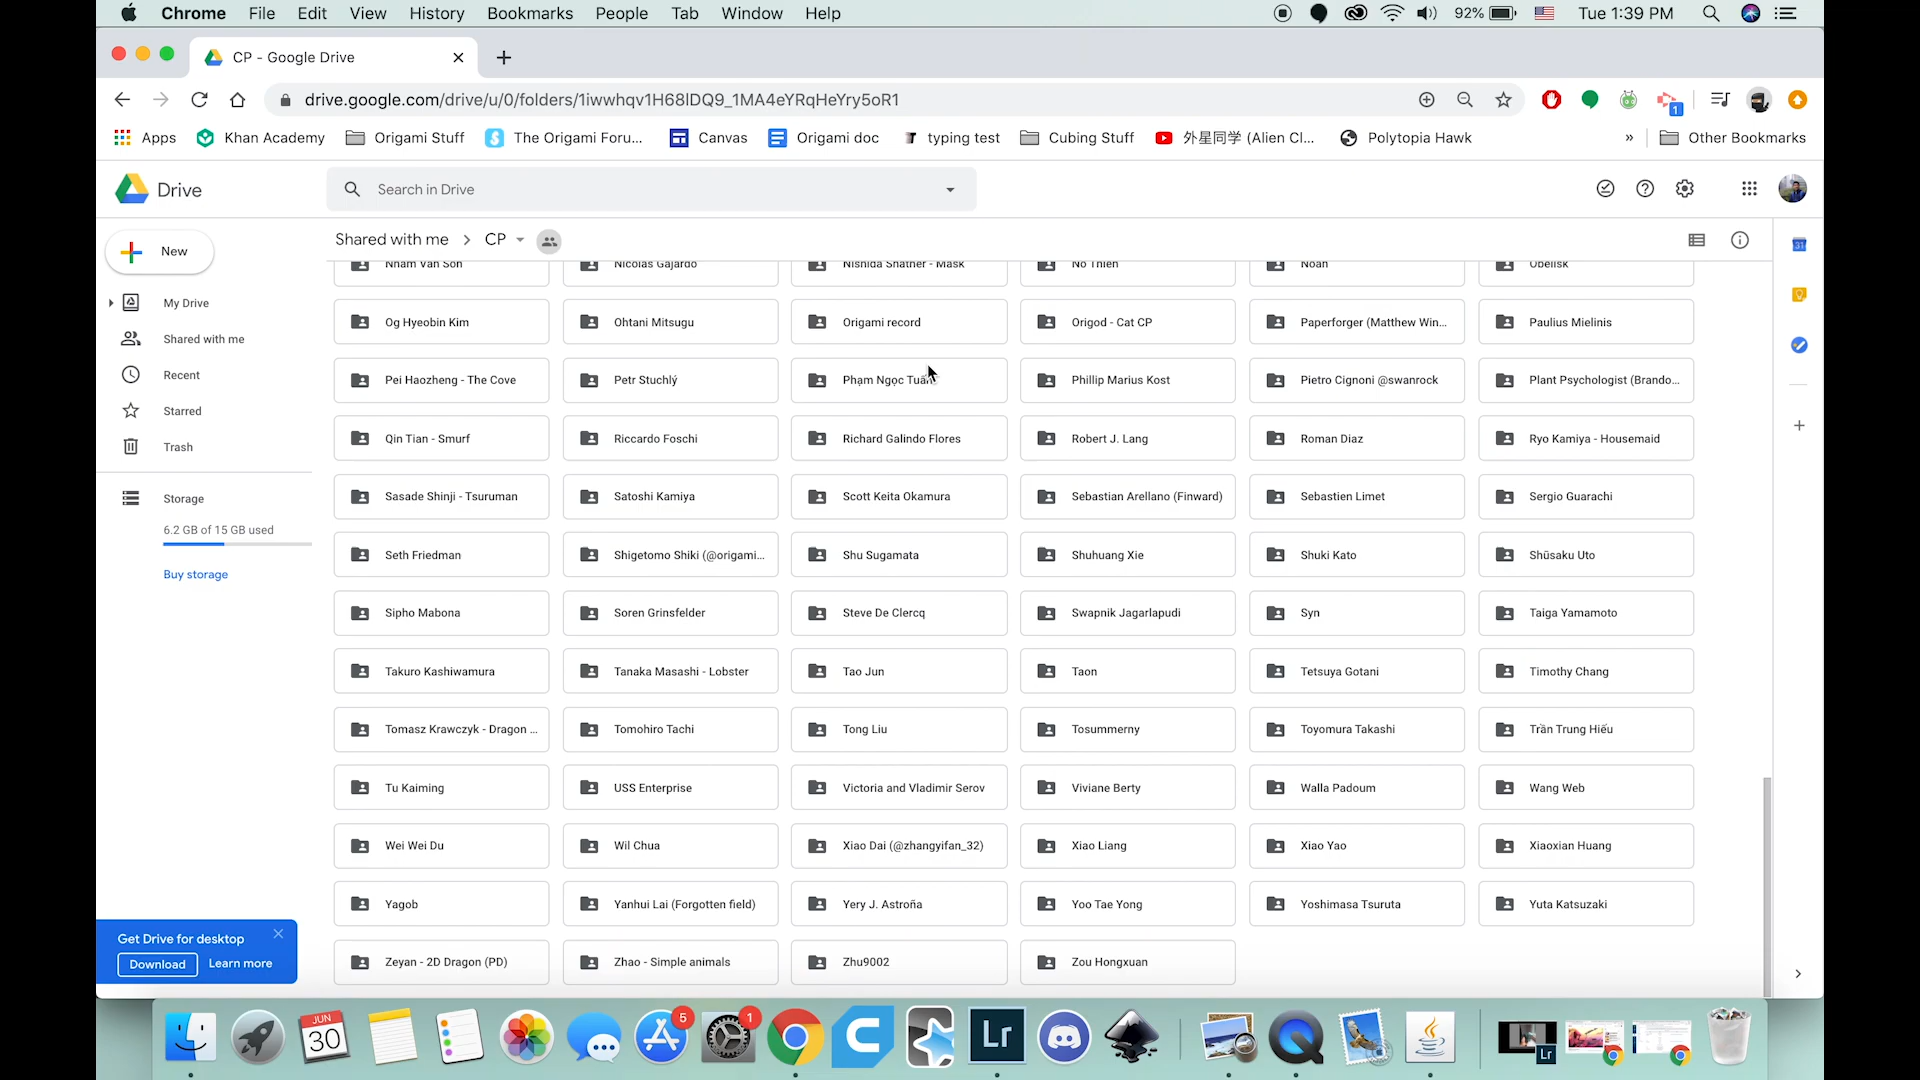 Chrome File Edit View History Bookmarks People Tab Window Help 92% Tue 1:39 PM
CP - Google Drive
drive.google.com/drive/u/0/folders/1iwwhqv1H68lDQ9_1MA4eYRqHeYry5oR1 1
Apps Khan Academy Origami Stuff The Origami Foru... Canvas Origami doc typing test Cubing Stuff 外星同学 (Alien Cl... Polytopia Hawk » Other Bookmarks
Drive Search in Drive
New
My Drive
Shared with me
Recent
Starred
Trash
Storage
6.2 GB of 15 GB used
Buy storage
Get Drive for desktop
Download Learn more
Shared with me > CP
Nham Van Son Nicolas Gajardo Nishida Shather - Mask No Thien Noah Obelisk
Og Hyeobin Kim Ohtani Mitsugu Origami record Origod - Cat CP Paperforger (Matthew Win... Paulius Mielinis
Pei Haozheng - The Cove Petr Stuchlý Phạm Ngọc Tuấn Phillip Marius Kost Pietro Cignoni @swanrock Plant Psychologist (Brando...
Qin Tian - Smurf Riccardo Foschi Richard Galindo Flores Robert J. Lang Roman Diaz Ryo Kamiya - Housemaid
Sasade Shinji - Tsuruman Satoshi Kamiya Scott Keita Okamura Sebastian Arellano (Finward) Sebastien Limet Sergio Guarachi
Seth Friedman Shigetomo Shiki (@origami... Shu Sugamata Shuhuang Xie Shuki Kato Shūsaku Uto
Sipho Mabona Soren Grinsfelder Steve De Clercq Swapnik Jagarlapudi Syn Taiga Yamamoto
Takuro Kashiwamura Tanaka Masashi - Lobster Tao Jun Taon Tetsuya Gotani Timothy Chang
Tomasz Krawczyk - Dragon ... Tomohiro Tachi Tong Liu Tosummerny Toyomura Takashi Trần Trung Hiếu
Tu Kaiming USS Enterprise Victoria and Vladimir Serov Viviane Berty Walla Padoum Wang Web
Wei Wei Du Wil Chua Xiao Dai (@zhangyifan_32) Xiao Liang Xiao Yao Xiaoxian Huang
Yagob Yanhui Lai (Forgotten field) Yery J. Astroña Yoo Tae Yong Yoshimasa Tsuruta Yuta Katsuzaki
Zeyan - 2D Dragon (PD) Zhao - Simple animals Zhu9002 Zou Hongxuan
31
JUN 30 5 1 Lr Lr